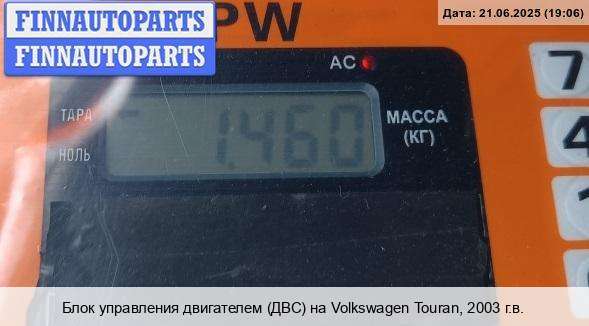 FINNAUTOPARTS
FINNAUTOPARTS
PW
Дата: 21.06.2025 (19:06)
AC
7
ТАРА
1.460
МАССА
(КГ)
4
НОЛЬ
1
Блок управления двигателем (ДВС) на Volkswagen Touran, 2003 г.в.